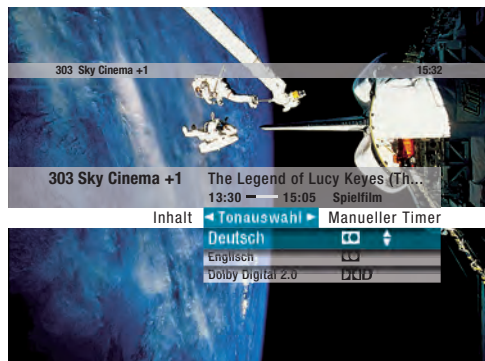 303 Sky Cinema +1 15:32
303 Sky Cinema +1 The Legend of Lucy Keyes (Th...
13:30 15:05 Spielfilm
Inhalt Tonauswahl Manueller Timer
Deutsch
Englisch
Dolby Digital 2.0